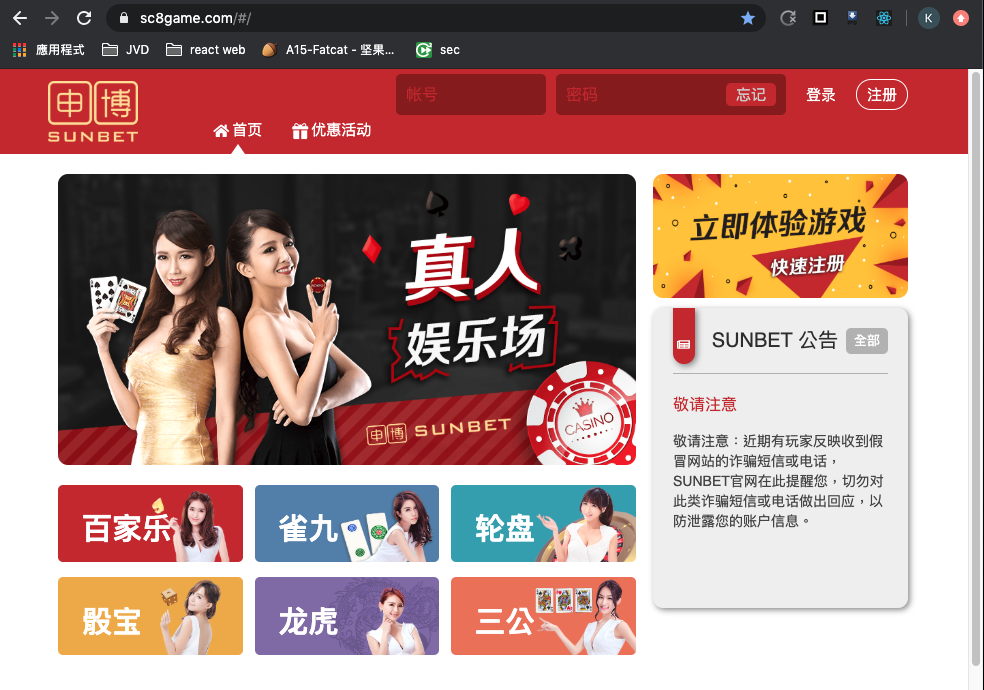 sc8game.com/#/
K
應用程式
JVD
react web
A15-Fatcat - 坚果...
sec
申博
SUNBET
帐号
密码
忘记
登录
注册
首页
优惠活动
真人
娱乐场
申博 SUNBET
CASINO
立即体验游戏
快速注册
SUNBET 公告
全部
敬请注意
敬请注意：近期有玩家反映收到假
冒网站的诈骗短信或电话，
SUNBET官网在此提醒您，切勿对
此类诈骗短信或电话做出回应，以
防泄露您的账户信息。
百家乐
雀九
轮盘
骰宝
龙虎
三公